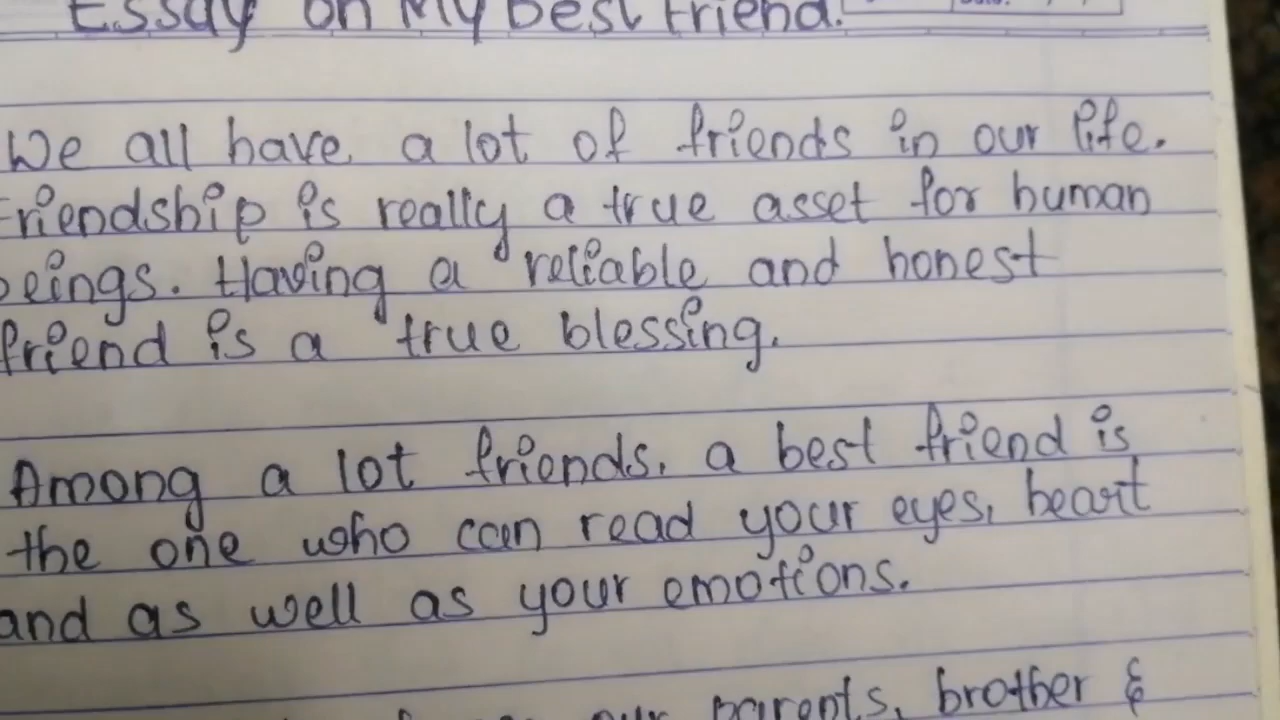 Essay on My Best Friend.
We all have a lot of friends in our life.
Friendship is really a true asset for human
beings. Having a reliable and honest
friend is a true blessing.
Among a lot friends, a best friend is
the one who can read your eyes, heart
and as well as your emotions.
our parents, brother &